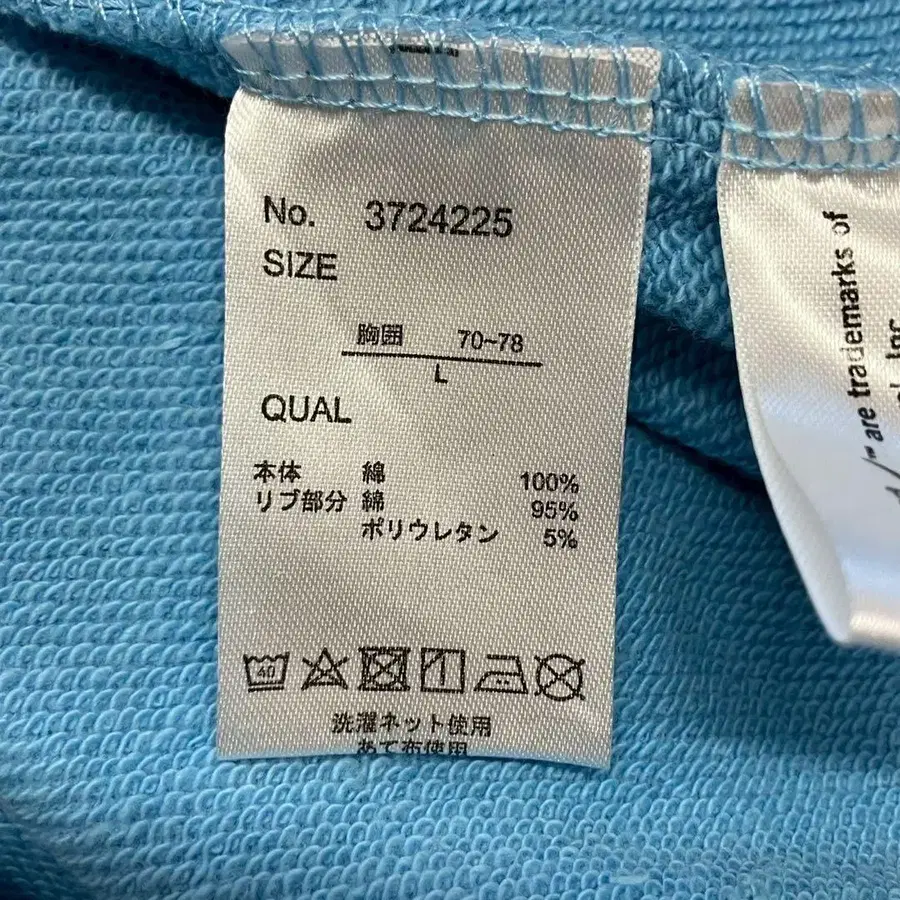 No. 3724225
SIZE
胸囲 70~78
L
QUAL
本体 綿 100%
リブ部分 綿 95%
ポリウレタン 5%
40
洗濯ネット使用
あて布使用
are trademarks of
Inc